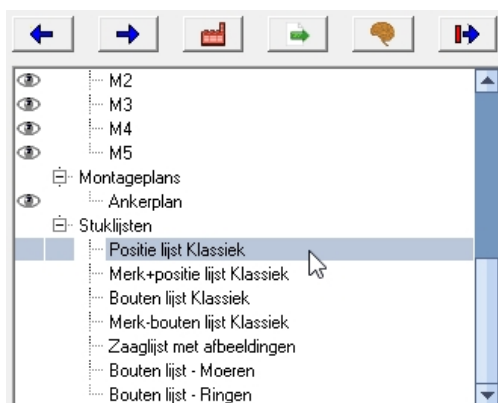 M2
M3
M4
M5
Montageplans
Ankerplan
Stuklijsten
Positie lijst Klassiek
Merk+positie lijst Klassiek
Bouten lijst Klassiek
Merk-bouten lijst Klassiek
Zaaglijst met afbeeldingen
Bouten lijst - Moeren
Bouten lijst - Ringen